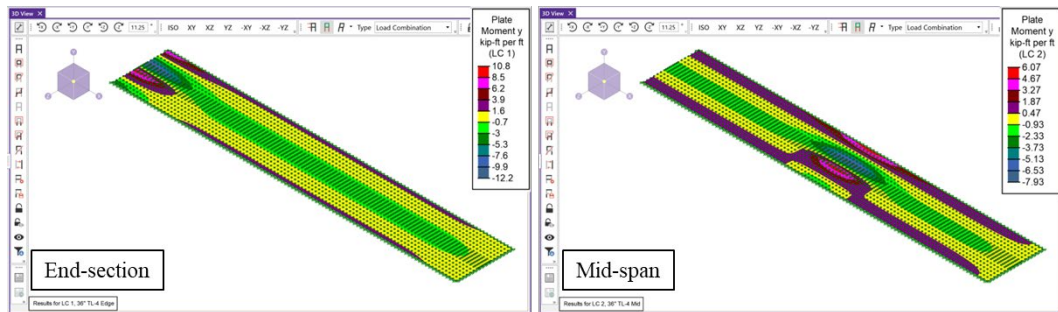 3D View
11.25
ISO XY XZ YZ -XY -XZ -YZ
Type Load Combination
Plate
Moment y
kip-ft per ft
(LC 1)
10.8
8.5
6.2
3.9
1.6
-0.7
-3
-5.3
-7.6
-9.9
-12.2
End-section
Results for LC 1, 36" TL-4 Edge
3D View
11.25
ISO XY XZ YZ -XY -XZ -YZ
Type Load Combination
Plate
Moment y
kip-ft per ft
(LC 2)
6.07
4.67
3.27
1.87
0.47
-0.93
-2.33
-3.73
-5.13
-6.53
-7.93
Mid-span
Results for LC 2, 36" TL-4 Mid